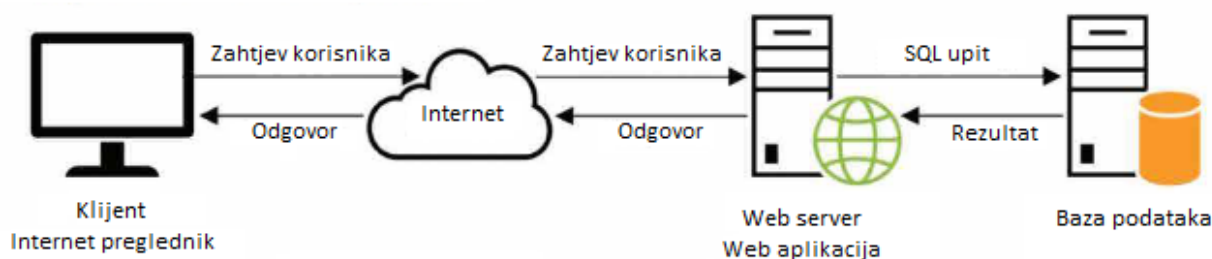 Zahtjev korisnika
Zahtjev korisnika
SQL upit
Internet
Odgovor
Odgovor
Rezultat
Klijent
Internet preglednik
Web server
Web aplikacija
Baza podataka